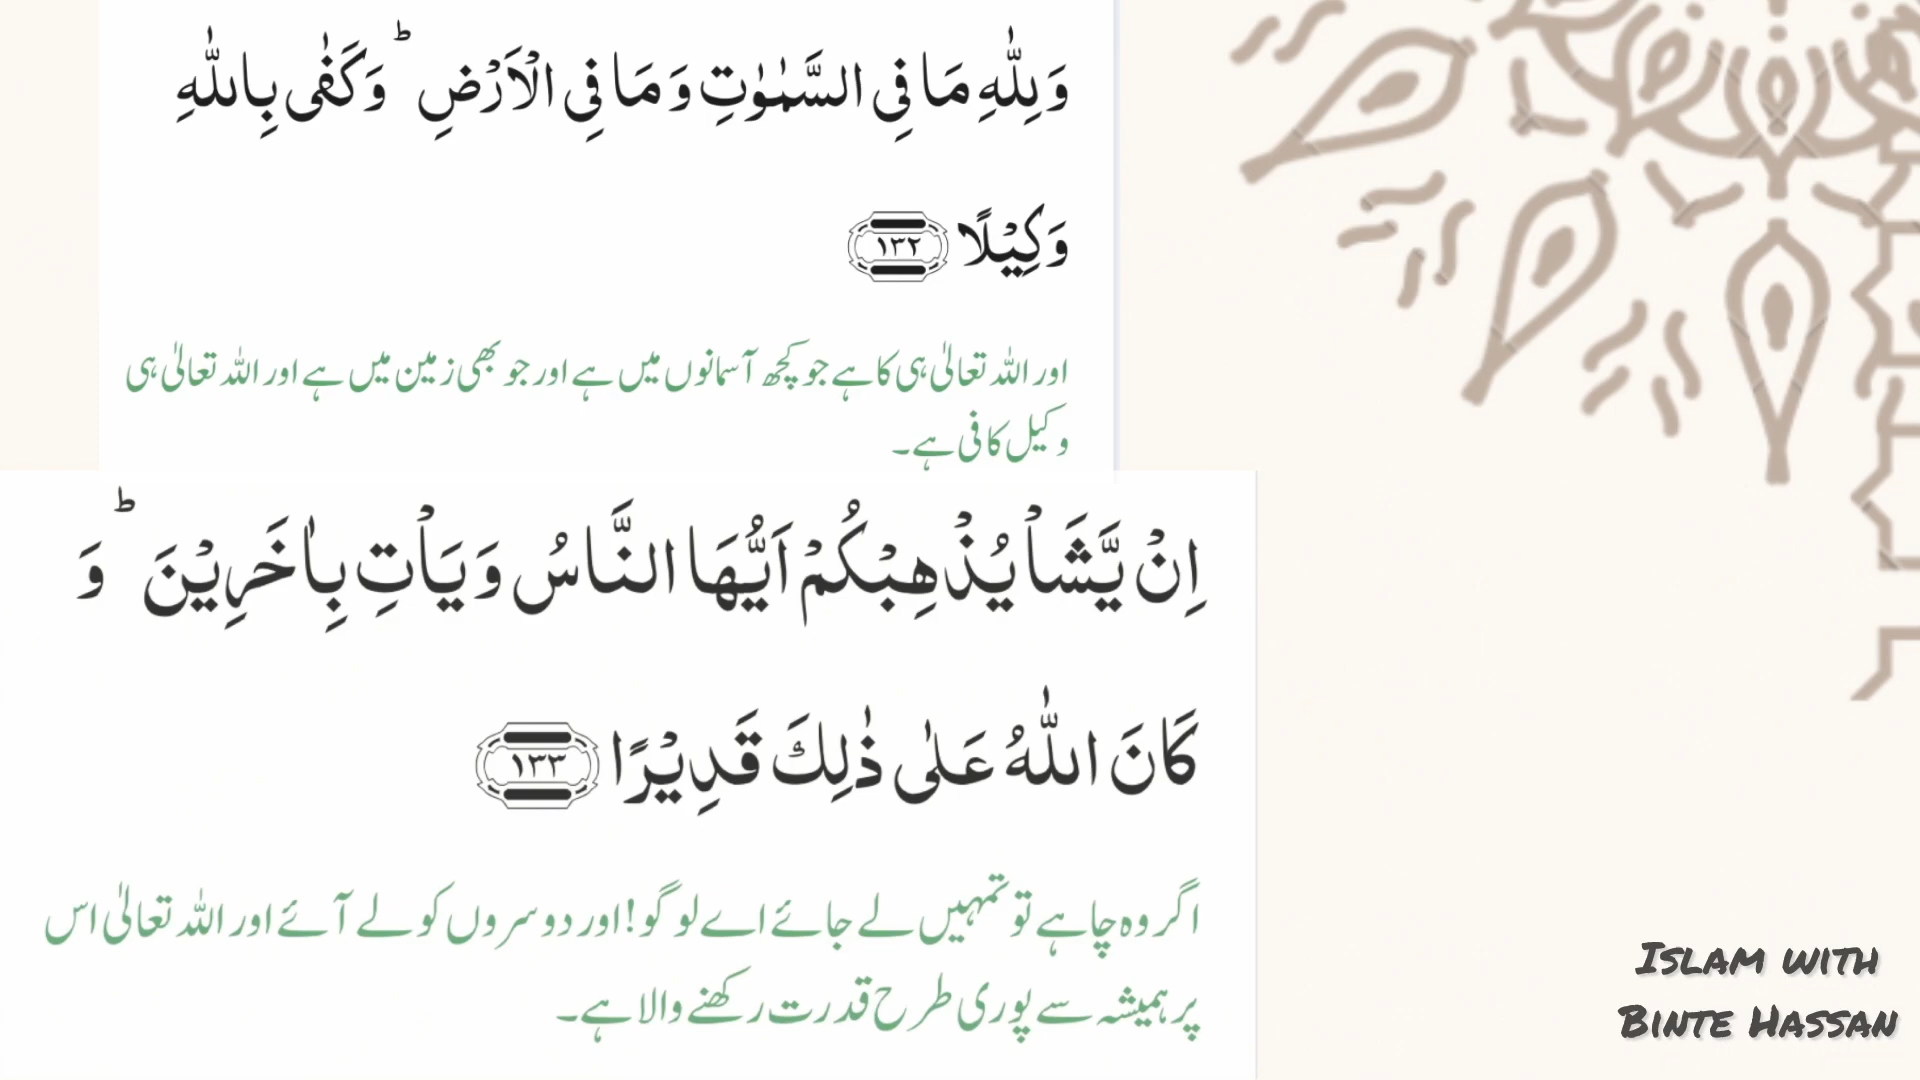 وَلِلّٰهِ مَا فِی السَّمٰوٰتِ وَ مَا فِی الۡاَرۡضِ ؕ وَكَفٰی بِاللّٰهِ
وَكِیۡلًا ﴿۱۳۲﴾
اور اللہ تعالیٰ ہی کا ہے جو کچھ آسمانوں میں ہے اور جو بھی زمین میں ہے اور اللہ تعالیٰ ہی
وکیل کافی ہے۔
اِنۡ یَّشَاۡ یُذۡهِبۡكُمۡ اَیُّهَا النَّاسُ وَ یَاۡتِ بِاٰخَرِیۡنَ ؕ وَ
كَانَ اللّٰهُ عَلٰی ذٰلِكَ قَدِیۡرًا ﴿۱۳۳﴾
اگر وہ چاہے تو تمہیں لے جائے اے لوگو! اور دوسروں کو لے آئے اور اللہ تعالیٰ اس
پر ہمیشہ سے پوری طرح قدرت رکھنے والا ہے۔
Islam with
Binte Hassan